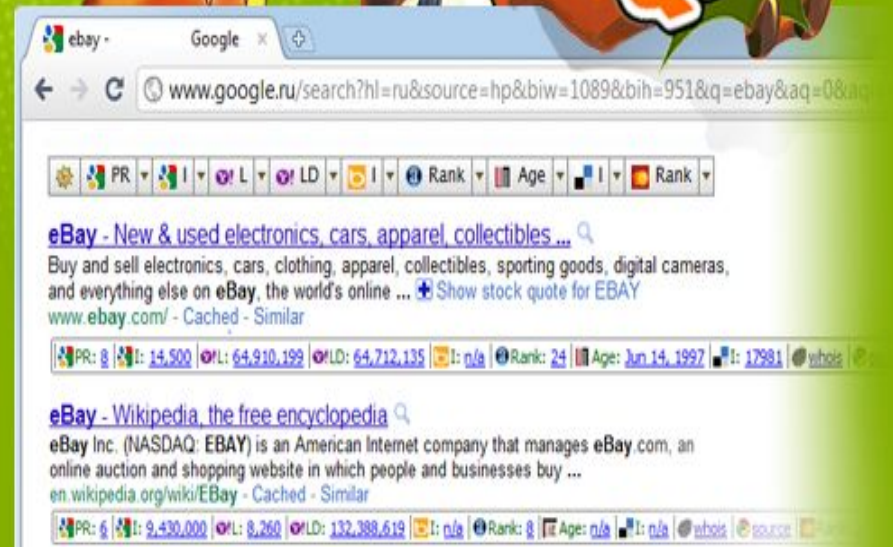 ebay - Google
www.google.ru/search?hl=ru&source=hp&biw=1089&bih=951&q=ebay&aq=0&aq
PR I L LD I Rank Age I Rank
eBay - New & used electronics, cars, apparel, collectibles ...
Buy and sell electronics, cars, clothing, apparel, collectibles, sporting goods, digital cameras,
and everything else on eBay, the world's online ... Show stock quote for EBAY
www.ebay.com/ - Cached - Similar
PR: 8 I: 14,500 L: 64,910,199 LD: 64,712,135 I: n/a Rank: 24 Age: Jun 14, 1997 I: 17981 whois
eBay - Wikipedia, the free encyclopedia
eBay Inc. (NASDAQ: EBAY) is an American Internet company that manages eBay.com, an
online auction and shopping website in which people and businesses buy ...
en.wikipedia.org/wiki/EBay - Cached - Similar
PR: 6 I: 9,430,000 L: 8,260 LD: 132,388,619 I: n/a Rank: 8 Age: n/a I: n/a whois source